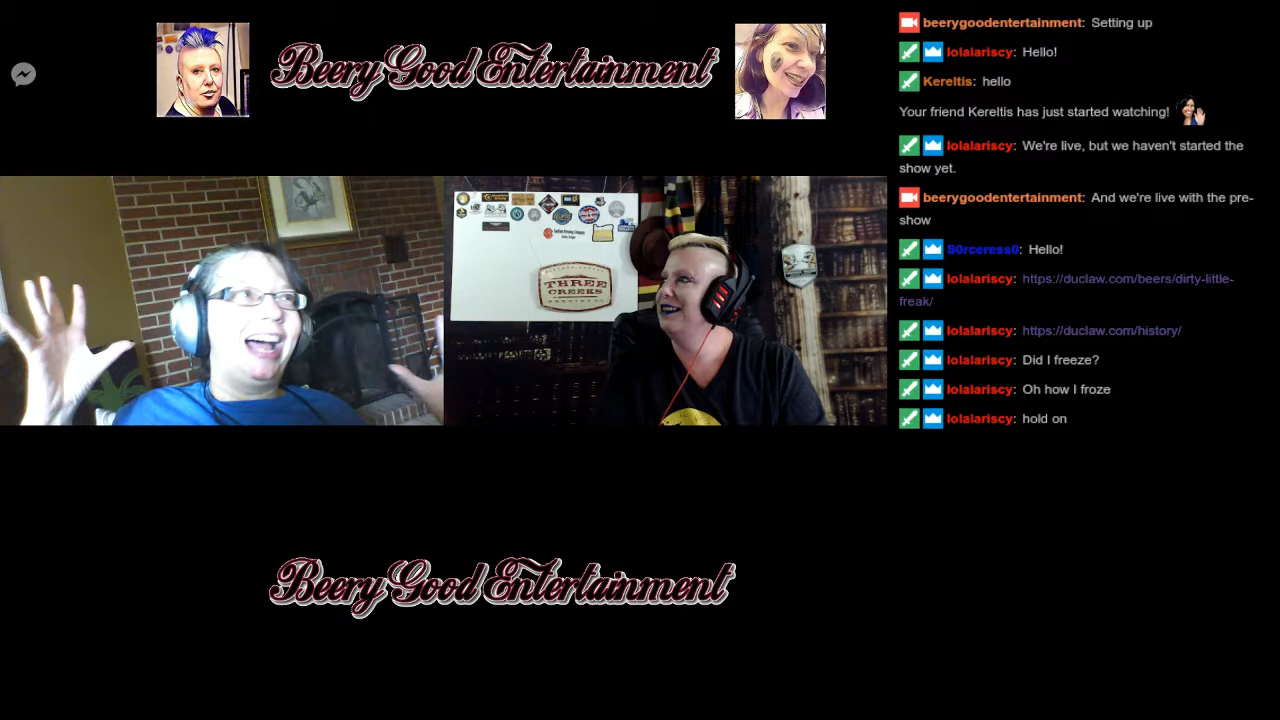 Beery Good Entertainment
beerygoodentertainment: Setting up
lolalariscy: Hello!
Kereltis: hello
Your friend Kereltis has just started watching!
lolalariscy: We're live, but we haven't started the
show yet.
beerygoodentertainment: And we're live with the pre-
show
S0rceress0: Hello!
lolalariscy: https://duclaw.com/beers/dirty-little-
freak/
lolalariscy: https://duclaw.com/history/
lolalariscy: Did I freeze?
lolalariscy: Oh how I froze
lolalariscy: hold on
THREE
CREEKS
Beery Good Entertainment